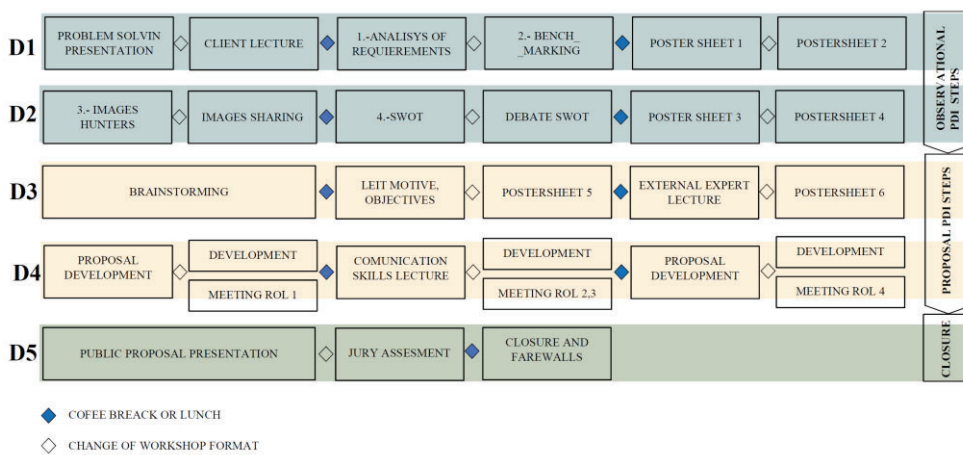 D1
PROBLEM SOLVIN
PRESENTATION
CLIENT LECTURE
1.-ANALISYS OF
REQUIEREMENTS
2.- BENCH_
_MARKING
POSTER SHEET 1
POSTERSHEET 2
D2
3.- IMAGES
HUNTERS
IMAGES SHARING
4.-SWOT
DEBATE SWOT
POSTER SHEET 3
POSTERSHEET 4
OBSERVATIONAL
PDI STEPS
D3
BRAINSTORMING
LEIT MOTIVE,
OBJECTIVES
POSTERSHEET 5
EXTERNAL EXPERT
LECTURE
POSTERSHEET 6
D4
PROPOSAL
DEVELOPMENT
DEVELOPMENT
MEETING ROL 1
COMUNICATION
SKILLS LECTURE
DEVELOPMENT
MEETING ROL 2,3
PROPOSAL
DEVELOPMENT
DEVELOPMENT
MEETING ROL 4
PROPOSAL PDI STEPS
D5
PUBLIC PROPOSAL PRESENTATION
JURY ASSESMENT
CLOSURE AND
FAREWALLS
CLOSURE
COFEE BREACK OR LUNCH
CHANGE OF WORKSHOP FORMAT